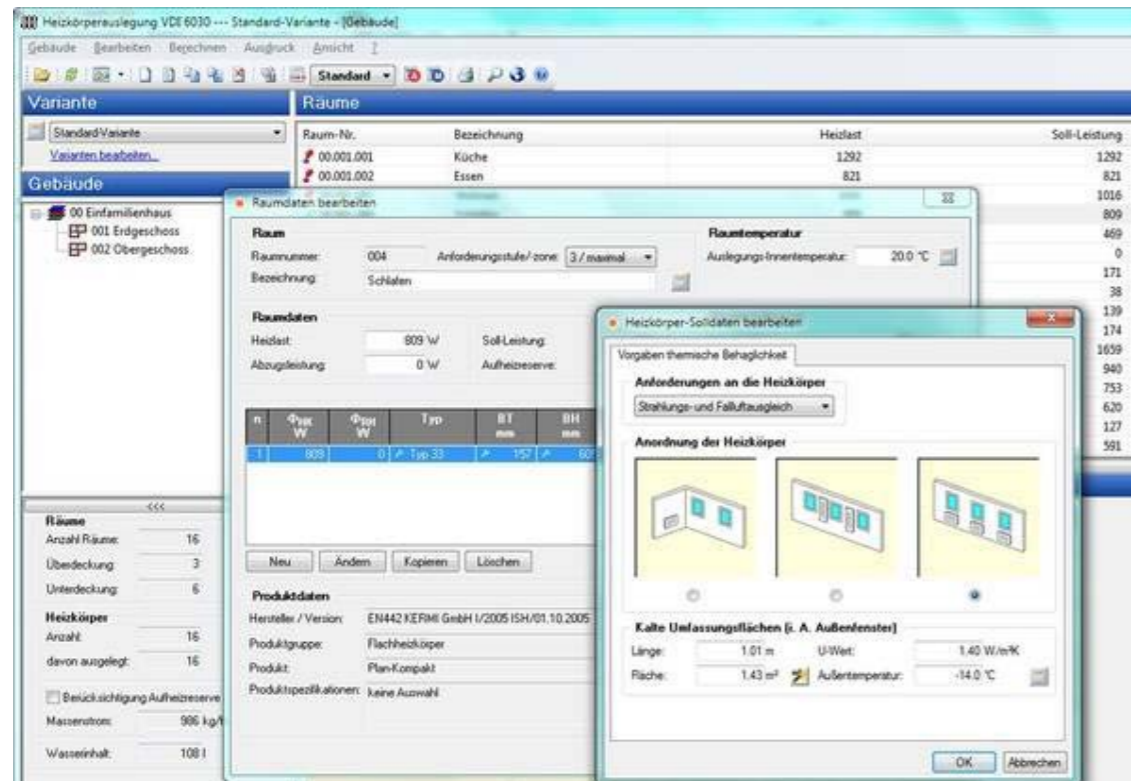 Heizkörperauslegung VDI 6030 --- Standard-Variante - [Gebäude]
Gebäude Bearbeiten Berechnen Ausdruck Ansicht ?
Standard
Variante
Standard-Variante
Varianten bearbeiten...
Gebäude
00 Einfamilienhaus
001 Erdgeschoss
002 Obergeschoss
<<<
Räume
Anzahl Räume: 16
Überdeckung: 3
Unterdeckung: 6
Heizkörper
Anzahl: 16
davon ausgelegt: 16
Berücksichtigung Aufheizreserve
Massenstrom: 986 kg/h
Wasserinhalt: 108 l
Räume
Raum-Nr. Bezeichnung Heizlast Soll-Leistung
00.001.001 Küche 1292 1292
00.001.002 Essen 821 821
1016
809
469
0
171
38
139
174
1659
940
753
620
127
591
Raumdaten bearbeiten
Raum
Raumnummer: 004 Anforderungsstufe/-zone: 3 / maximal
Bezeichnung: Schlafen
Raumtemperatur
Auslegungs-Innentemperatur: 20.0 °C
Raumdaten
Heizlast: 809 W Soll-Leistung:
Abzugsleistung: 0 W Aufheizreserve:
n Typ BT BH
W W mm mm
1 809 0 Typ 33 157
Neu Ändern Kopieren Löschen
Produktdaten
Hersteller / Version: EN442 KERMI GmbH I/2005 ISH/01.10.2005
Produktgruppe: Flachheizkörper
Produkt: Plan-Kompakt
Produktspezifikationen: keine Auswahl
Heizkörper-Solldaten bearbeiten
Vorgaben thermische Behaglichkeit
Anforderungen an die Heizkörper
Strahlungs- und Falluftausgleich
Anordnung der Heizkörper
Kalte Umfassungsflächen (i. A. Außenfenster)
Länge: 1.01 m U-Wert: 1.40 W/m²K
Fläche: 1.43 m² Außentemperatur: -14.0 °C
OK Abbrechen